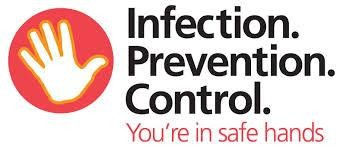 Infection.
Prevention.
Control.
You're in safe hands